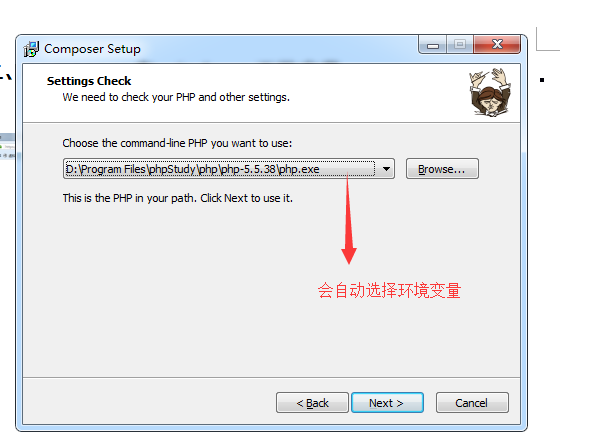 Composer Setup
Settings Check
We need to check your PHP and other settings.
Choose the command-line PHP you want to use:
D:\Program Files\phpStudy\php\php-5.5.38\php.exe
Browse...
This is the PHP in your path. Click Next to use it.
会自动选择环境变量
< Back
Next >
Cancel